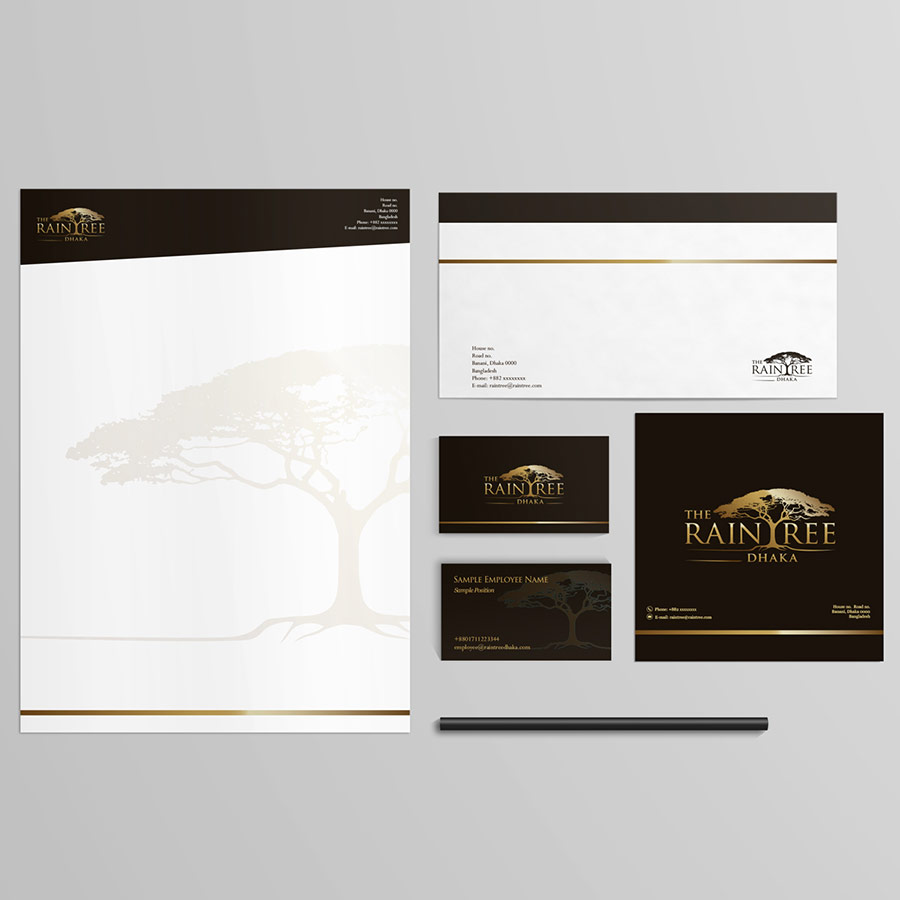 THE
RAINTREE
DHAKA
House no.
Road no.
Banani, Dhaka 0000
Bangladesh
Phone: +882 xxxxxxxx
E-mail: raintree@raintree.com
House no.
Road no.
Banani, Dhaka 0000
Bangladesh
Phone: +882 xxxxxxxx
E-mail: raintree@raintree.com
THE
RAINTREE
DHAKA
THE
RAINTREE
DHAKA
SAMPLE EMPLOYEE NAME
Sample Position
+8801711223344
employee@raintreedhaka.com
THE
RAINTREE
DHAKA
Phone: +882 xxxxxxxx
E-mail: raintree@raintree.com
House no. Road no.
Banani, Dhaka 0000
Bangladesh